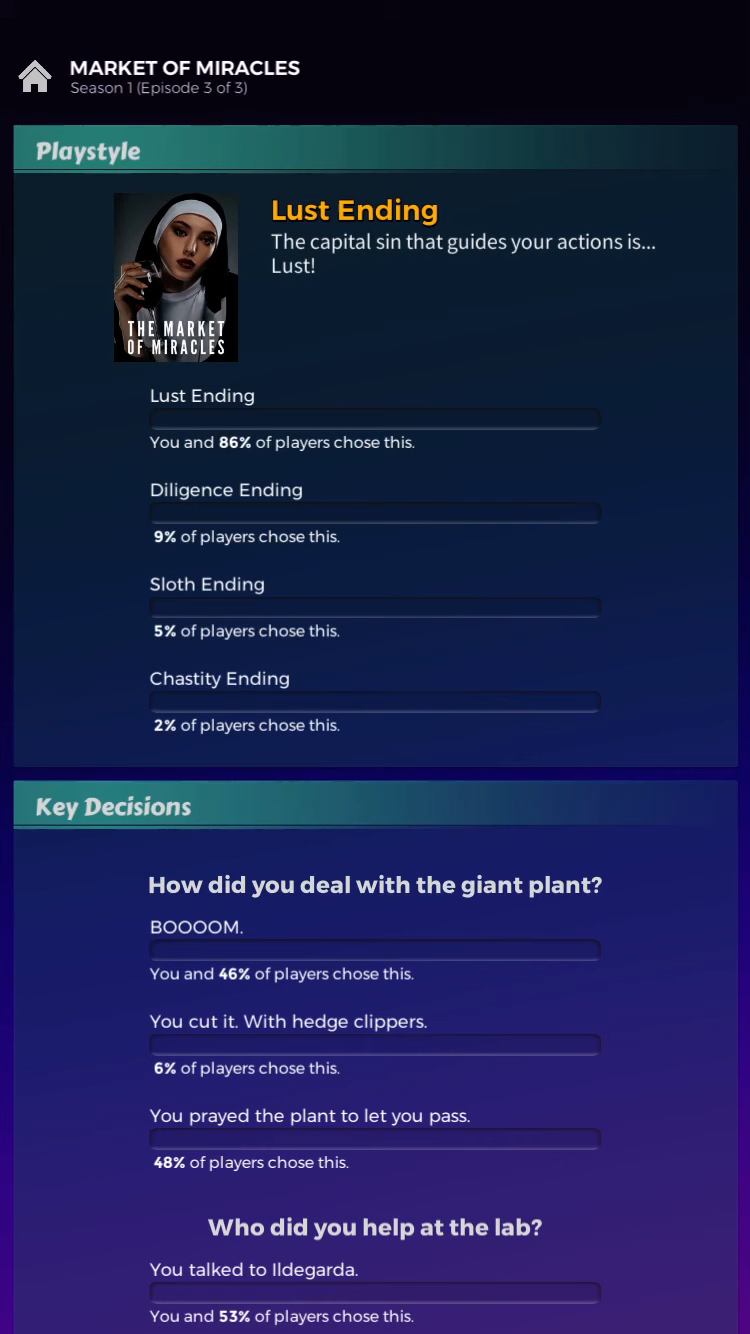 MARKET OF MIRACLES
Season 1 (Episode 3 of 3)
Playstyle
THE MARKET
OF MIRACLES
Lust Ending
The capital sin that guides your actions is...
Lust!
Lust Ending
You and 86% of players chose this.
Diligence Ending
9% of players chose this.
Sloth Ending
5% of players chose this.
Chastity Ending
2% of players chose this.
Key Decisions
How did you deal with the giant plant?
BOOOOM.
You and 46% of players chose this.
You cut it. With hedge clippers.
6% of players chose this.
You prayed the plant to let you pass.
48% of players chose this.
Who did you help at the lab?
You talked to Ildegarda.
You and 53% of players chose this.